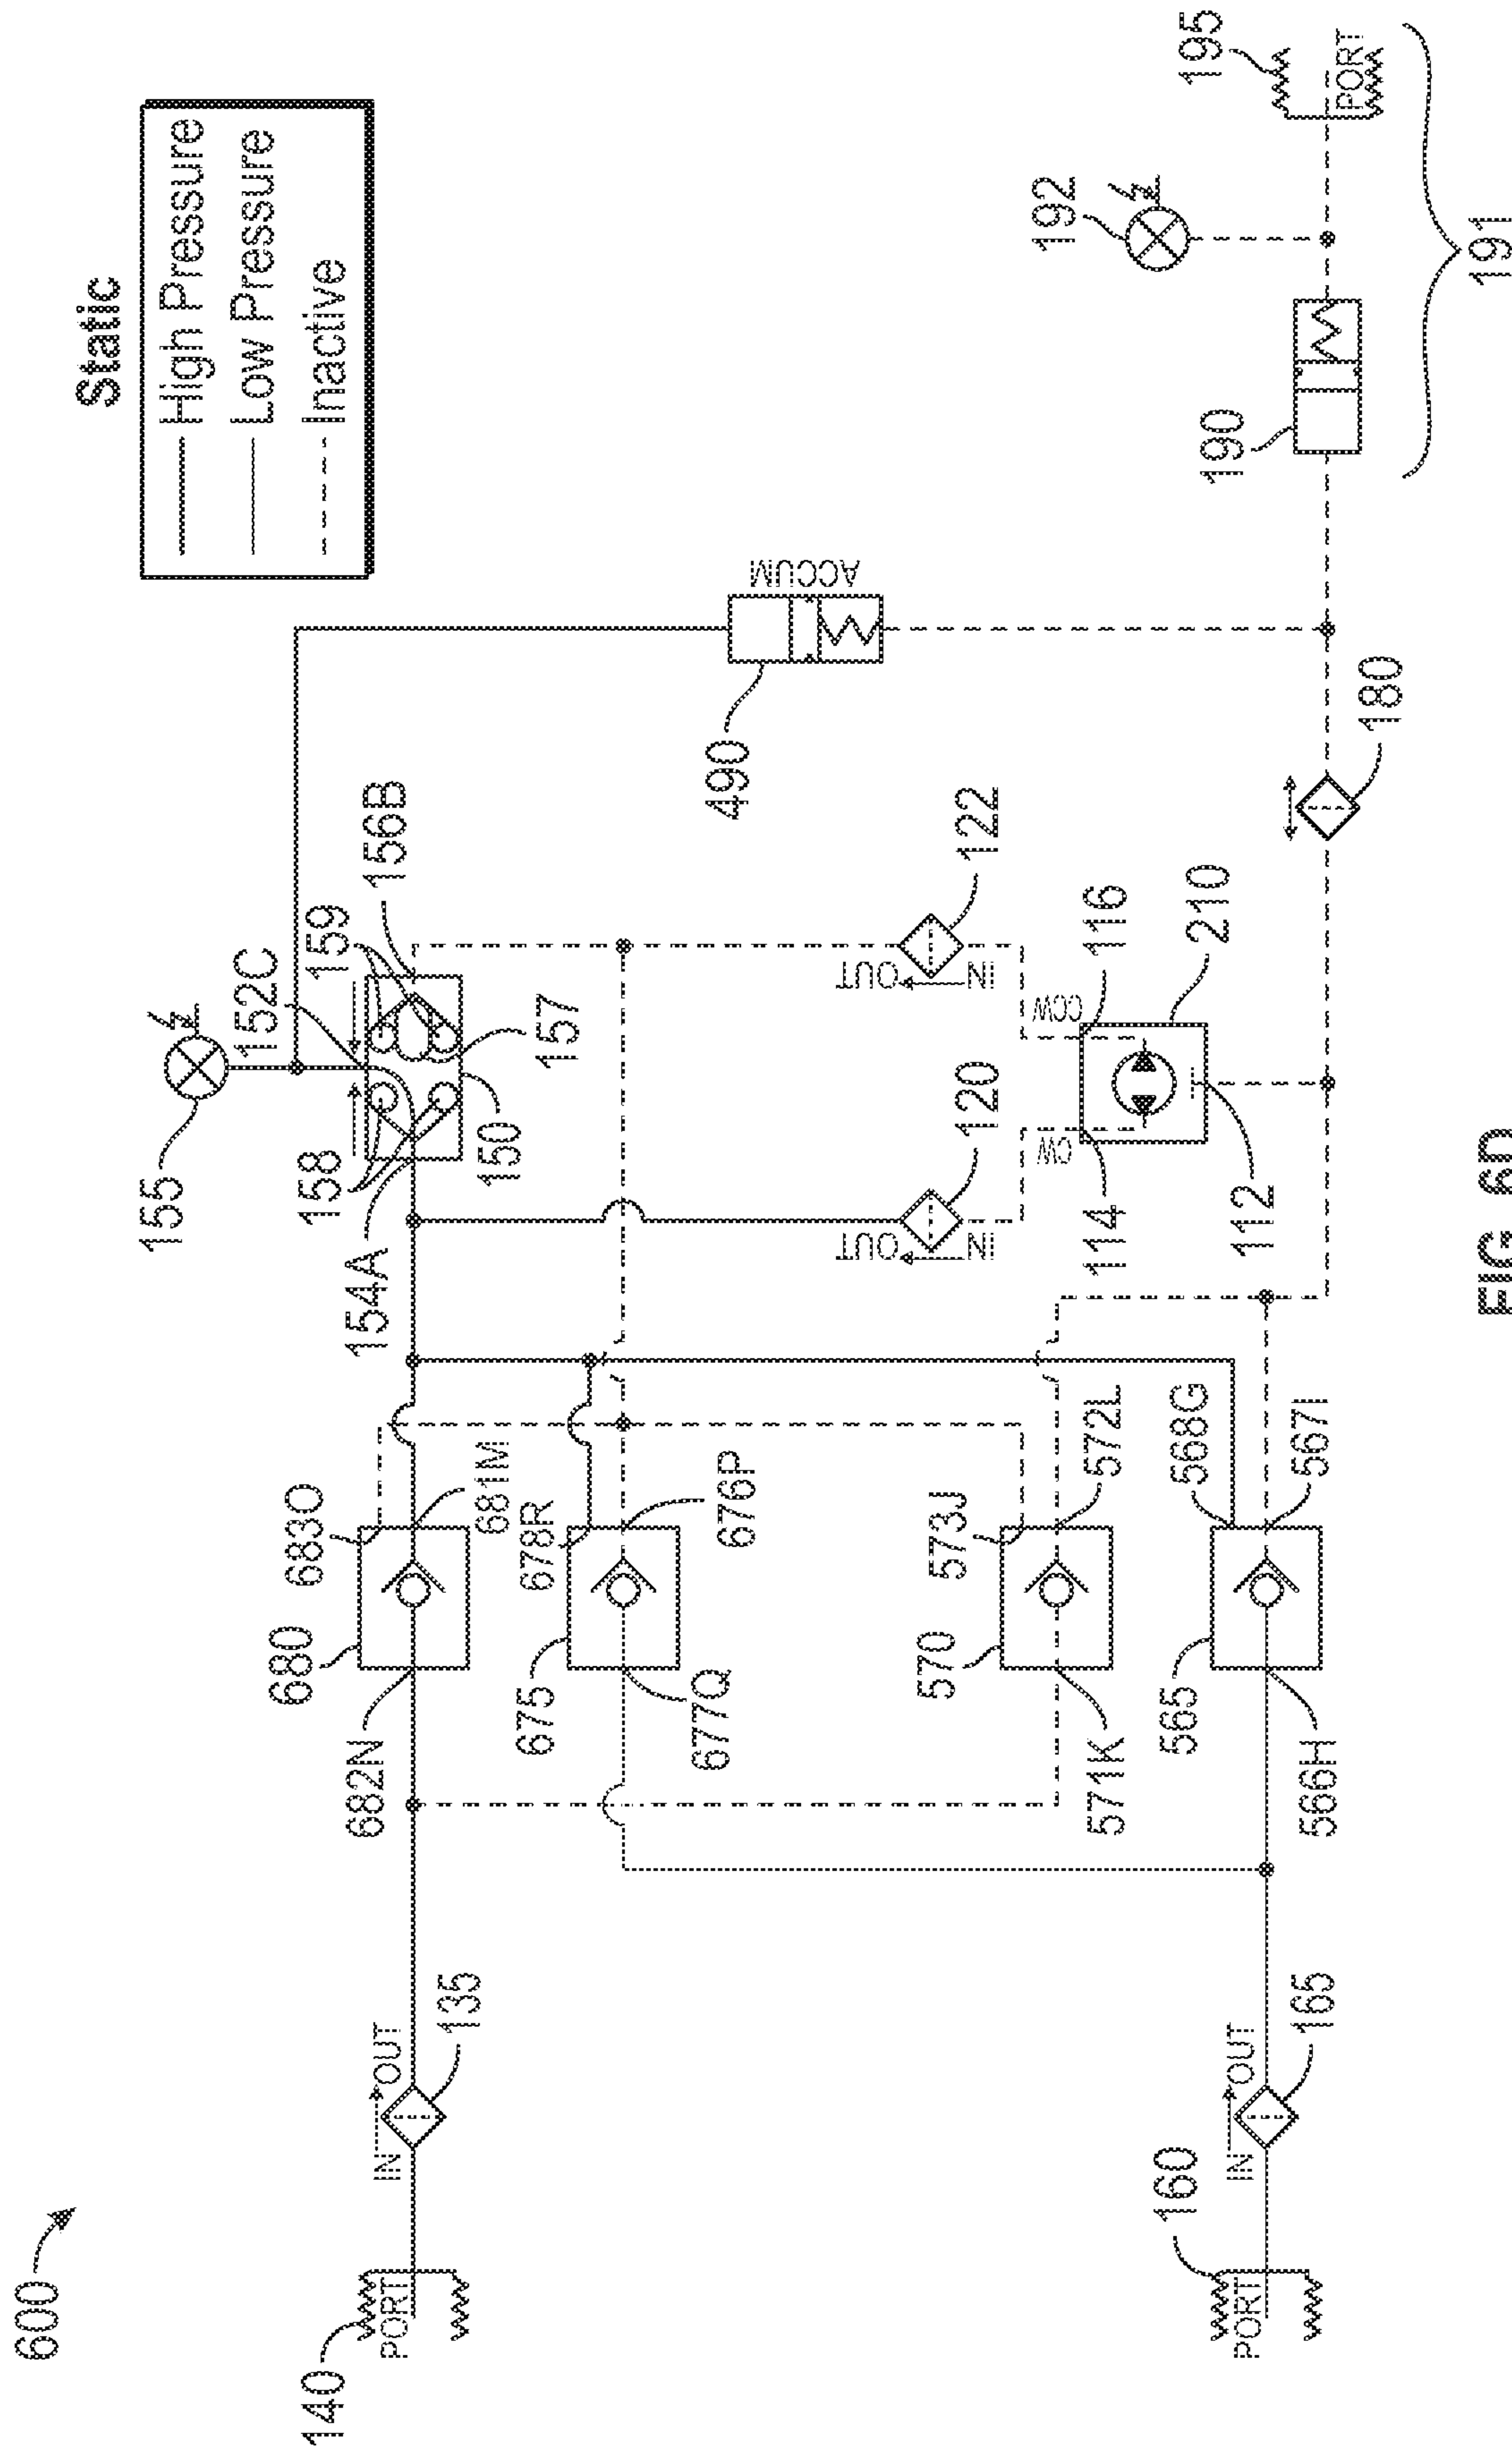 600
Static
High Pressure
Low Pressure
Inactive
155
152C
158
159
154A
156B
157
150
140
PORT
IN
OUT
135
682N
680
683O
681M
675
678R
677Q
676P
570
573J
571K
572L
565
568G
566H
567I
160
PORT
IN
OUT
165
OUT
IN
120
OUT
IN
122
CW
CCW
114
116
112
210
490
ACCUM
180
190
192
195
PORT
191
FIG. 6D